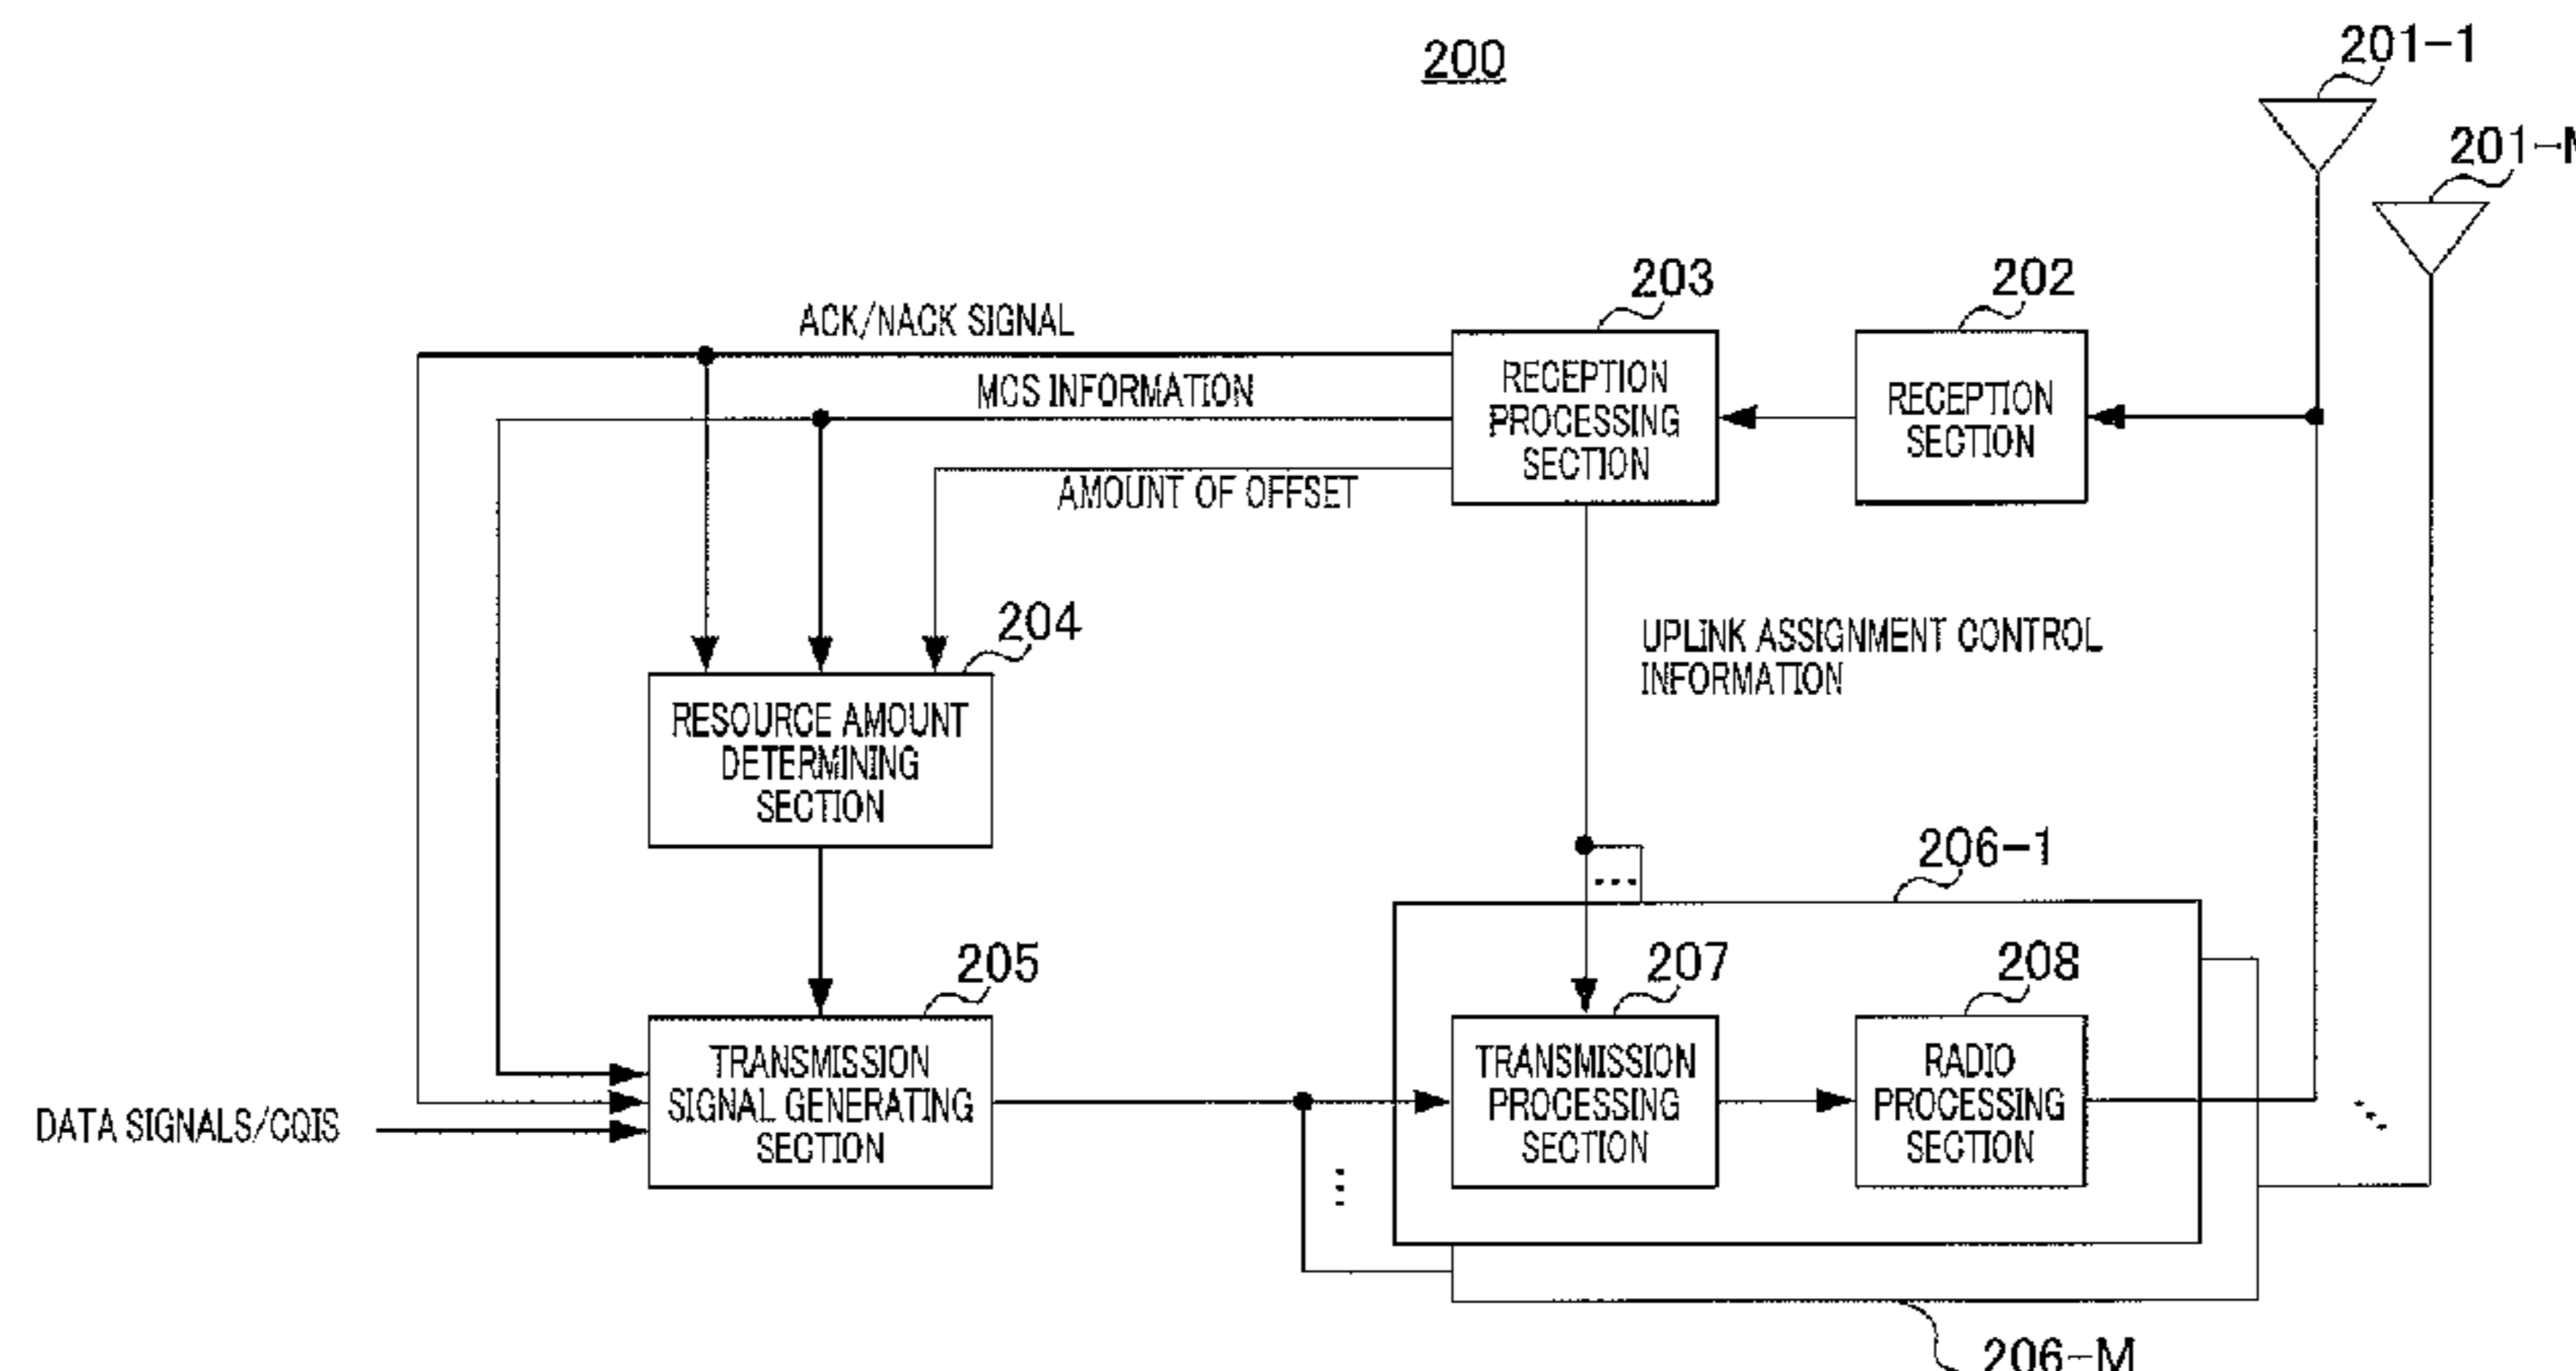 200
201-1
201-
203
202
ACK/NACK SIGNAL
MCS INFORMATION
AMOUNT OF OFFSET
RECEPTION
PROCESSING
SECTION
RECEPTION
SECTION
204
UPLINK ASSIGNMENT CONTROL
INFORMATION
RESOURCE AMOUNT
DETERMINING
SECTION
206-1
205
207
208
TRANSMISSION
SIGNAL GENERATING
SECTION
TRANSMISSION
PROCESSING
SECTION
RADIO
PROCESSING
SECTION
DATA SIGNALS/CQIS
206-M